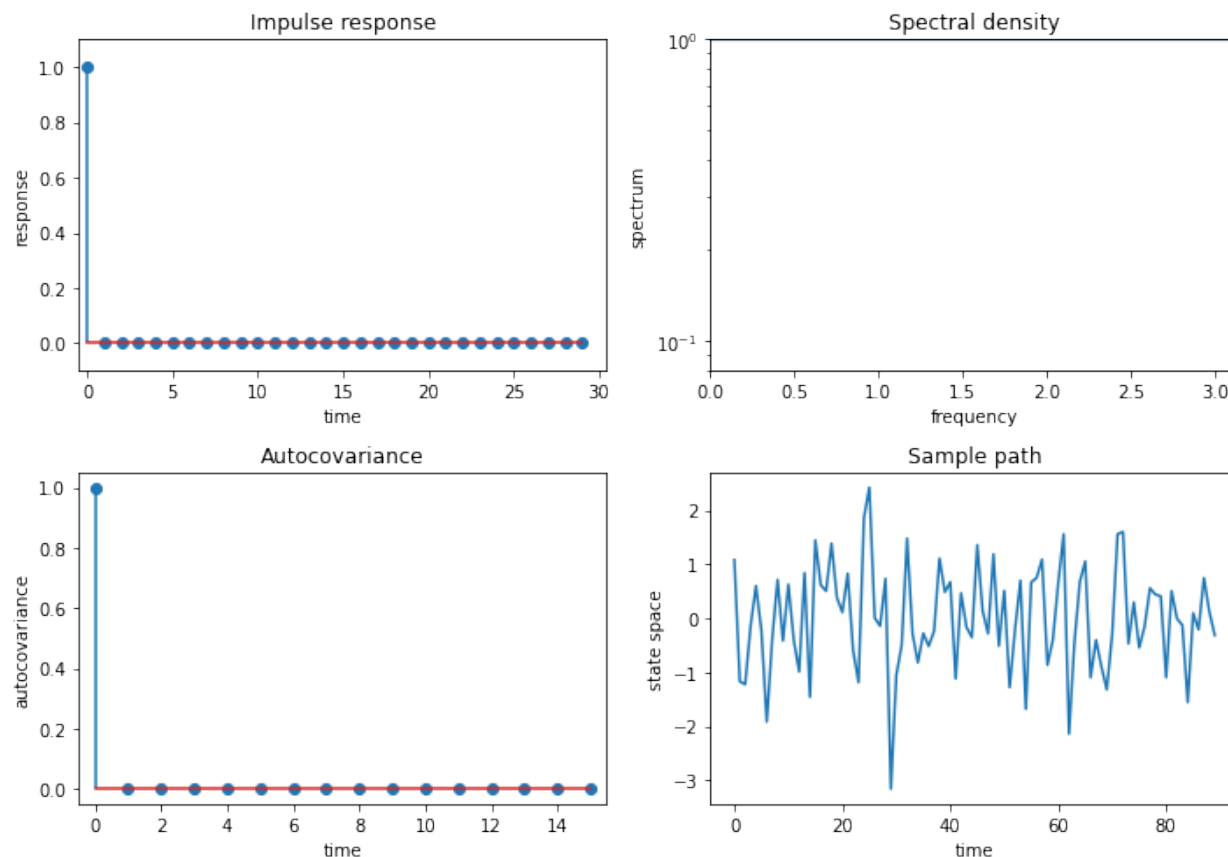 Impulse response
1.0
0.8
0.6
0.4
0.2
0.0
response
0 5 10 15 20 25 30
time
Spectral density
10⁰
10⁻¹
spectrum
0.0 0.5 1.0 1.5 2.0 2.5 3.0
frequency
Autocovariance
1.0
0.8
0.6
0.4
0.2
0.0
autocovariance
0 2 4 6 8 10 12 14
time
Sample path
2
1
0
−1
−2
−3
state space
0 20 40 60 80
time